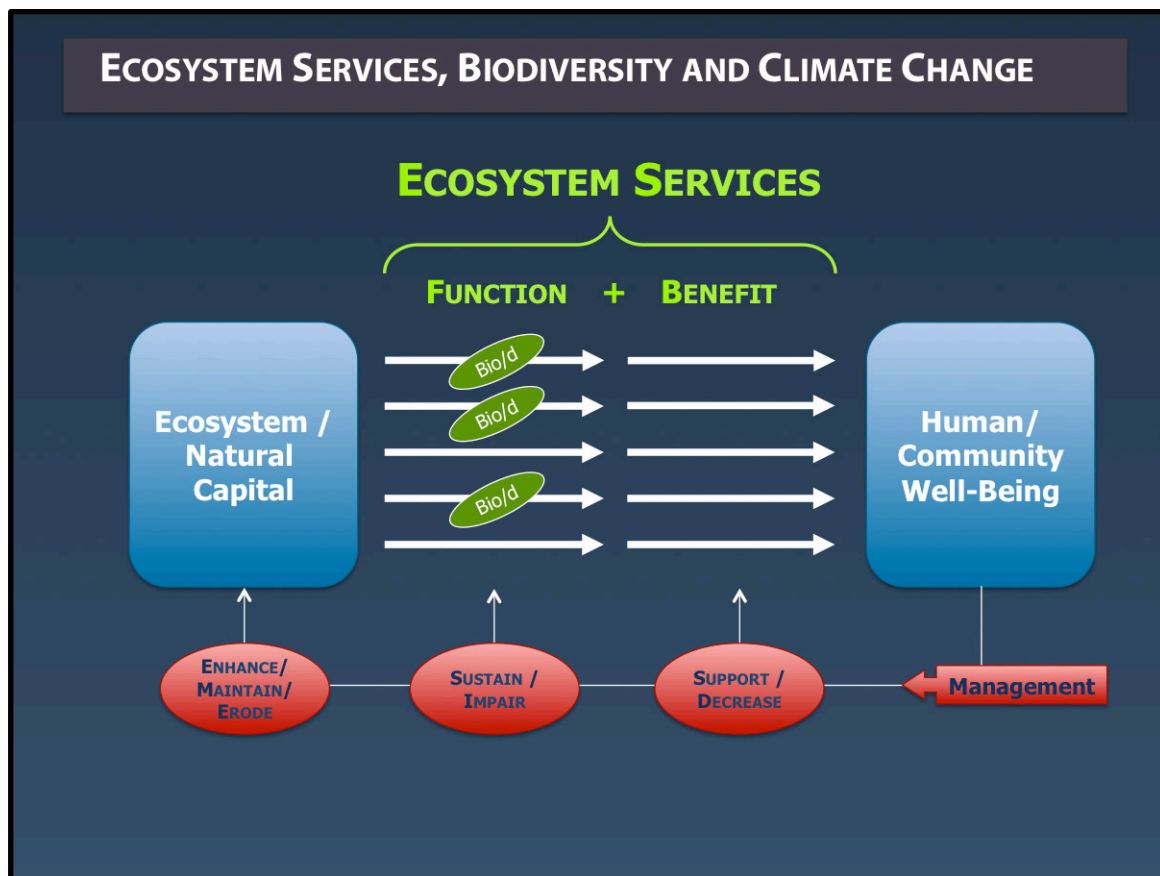 ECOSYSTEM SERVICES, BIODIVERSITY AND CLIMATE CHANGE
ECOSYSTEM SERVICES
FUNCTION + BENEFIT
Bio/d
Bio/d
Bio/d
Ecosystem /
Natural
Capital
Human/
Community
Well-Being
ENHANCE/
MAINTAIN/
ERODE
SUSTAIN /
IMPAIR
SUPPORT /
DECREASE
Management